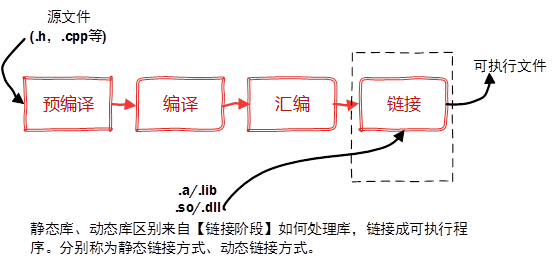 源文件
(.h, .cpp等)
可执行文件
预编译
编译
汇编
链接
.a/.lib
.so/.dll
静态库、动态库区别来自【链接阶段】如何处理库，链接成可执行程
序。分别称为静态链接方式、动态链接方式。